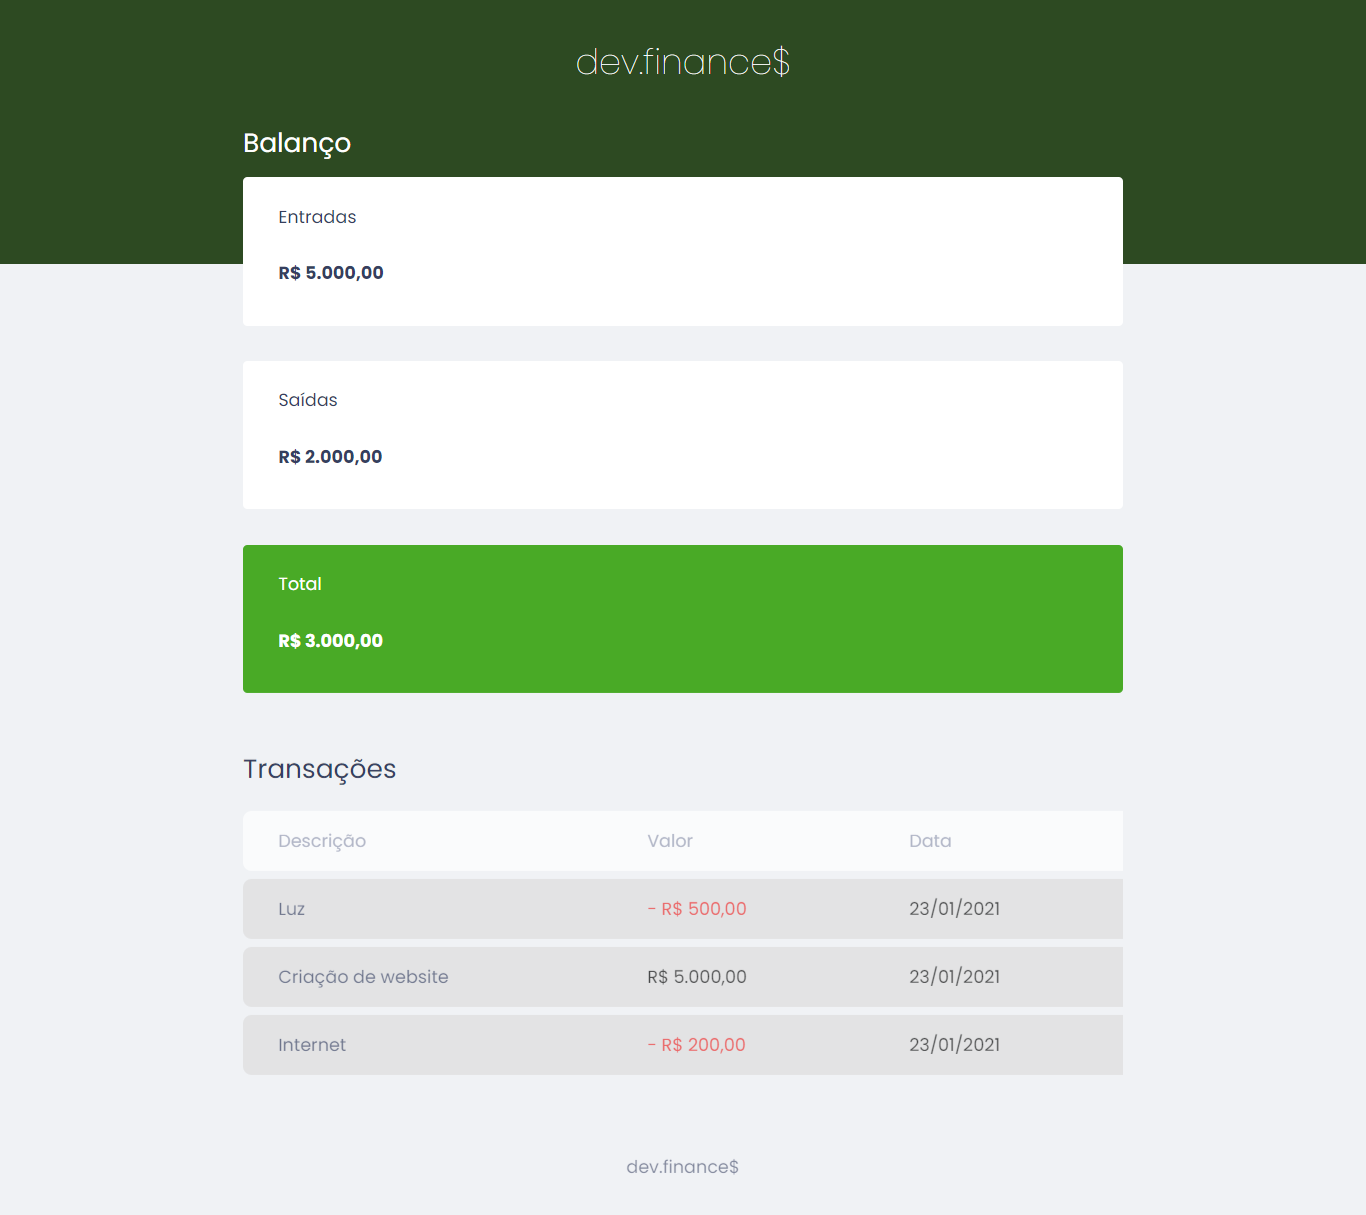 dev.finance$
Balanço
Entradas
R$ 5.000,00
Saídas
R$ 2.000,00
Total
R$ 3.000,00
Transações
Descrição Valor Data
Luz - R$ 500,00 23/01/2021
Criação de website R$ 5.000,00 23/01/2021
Internet - R$ 200,00 23/01/2021
dev.finance$